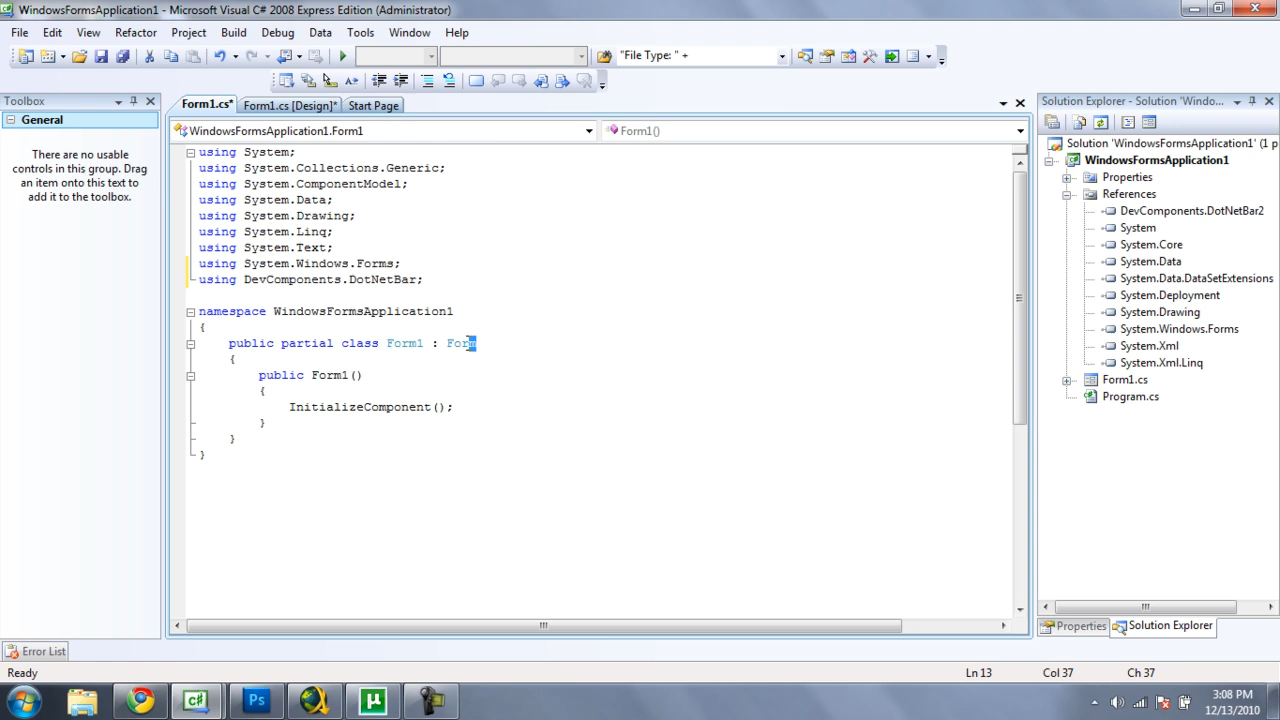 WindowsFormsApplication1 - Microsoft Visual C# 2008 Express Edition (Administrator)
File Edit View Refactor Project Build Debug Data Tools Window Help
"File Type: " +
Toolbox
General
There are no usable
controls in this group. Drag
an item onto this text to
add it to the toolbox.
Form1.cs* Form1.cs [Design]* Start Page
WindowsFormsApplication1.Form1 Form1()
using System;
using System.Collections.Generic;
using System.ComponentModel;
using System.Data;
using System.Drawing;
using System.Linq;
using System.Text;
using System.Windows.Forms;
using DevComponents.DotNetBar;
namespace WindowsFormsApplication1
{
public partial class Form1 : Form
{
public Form1()
{
InitializeComponent();
}
}
}
Solution Explorer - Solution 'Windo...
Solution 'WindowsFormsApplication1' (1 p
WindowsFormsApplication1
Properties
References
DevComponents.DotNetBar2
System
System.Core
System.Data
System.Data.DataSetExtensions
System.Deployment
System.Drawing
System.Windows.Forms
System.Xml
System.Xml.Linq
Form1.cs
Program.cs
Properties Solution Explorer
Error List
Ready Ln 13 Col 37 Ch 37
Ps
3:08 PM
12/13/2010